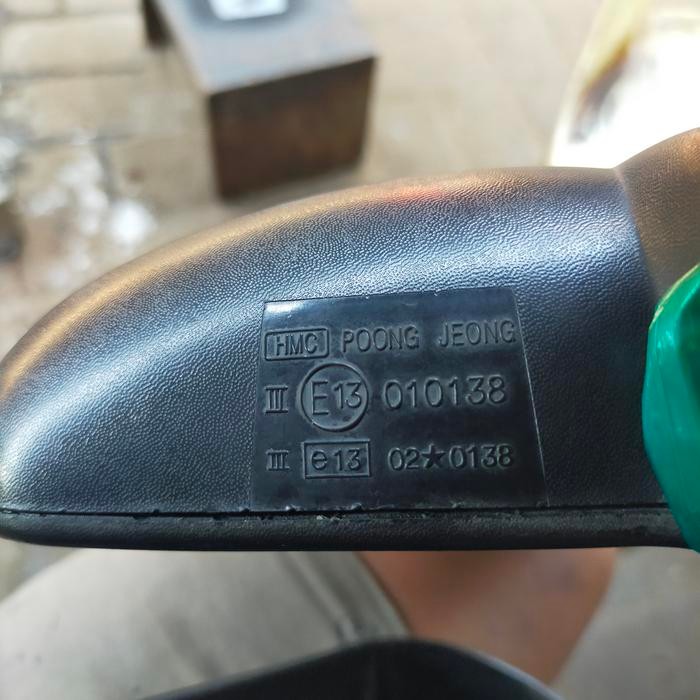 HMC POONG JEONG
III E13 010138
III e13 02★0138